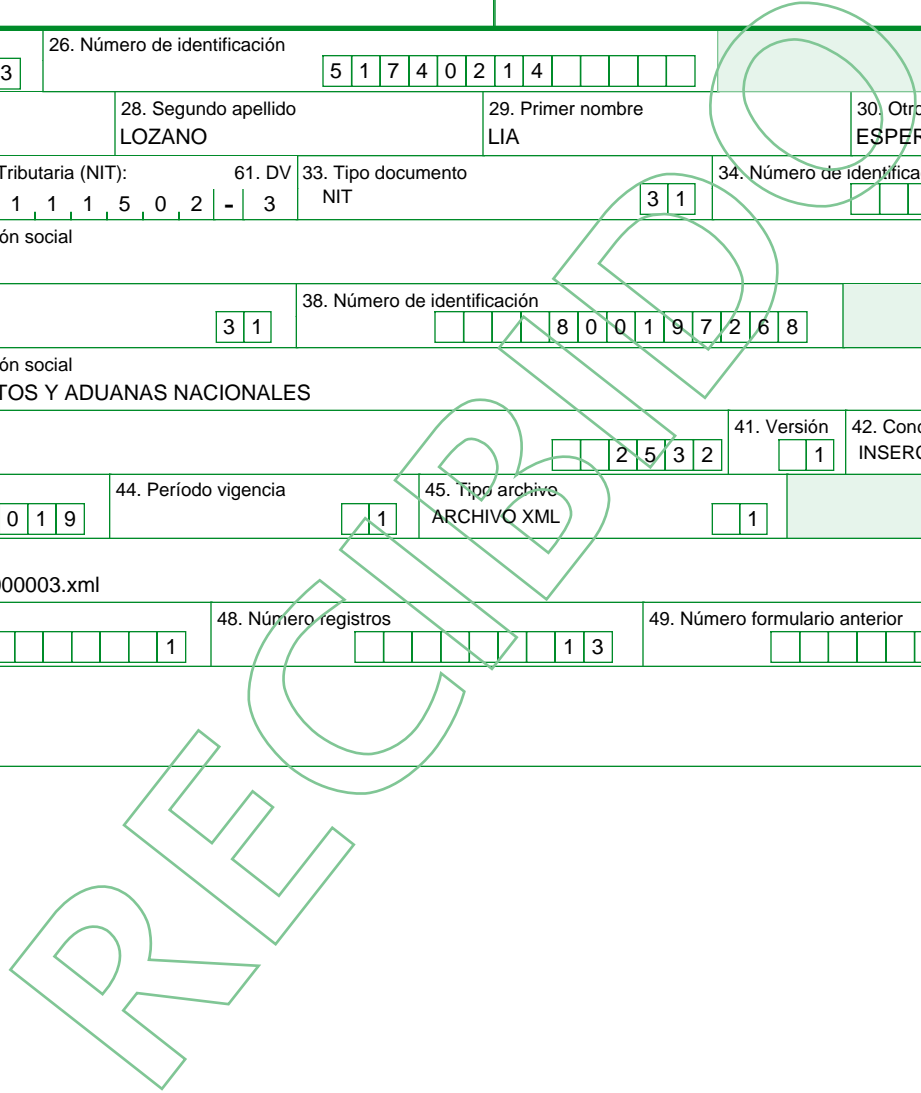 26. Número de identificación
3 5 1 7 4 0 2 1 4
28. Segundo apellido 29. Primer nombre 30. Otro
LOZANO LIA ESPER
Tributaria (NIT): 61. DV 33. Tipo documento 34. Número de identifica
1 1 1 5 0 2 - 3 NIT 3 1
ón social
38. Número de identificación
3 1 8 0 0 1 9 7 2 6 8
ón social
TOS Y ADUANAS NACIONALES
41. Versión 42. Conc
2 5 3 2 1 INSERC
44. Período vigencia 45. Tipo archivo
0 1 9 1 ARCHIVO XML 1
000003.xml
48. Número registros 49. Número formulario anterior
1 1 3
RECIBIDO